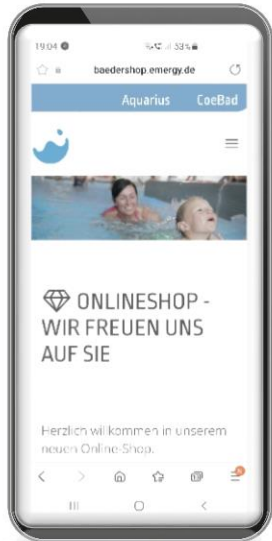 19:04
33%
baedershop.emergy.de
Aquarius CoeBad
ONLINESHOP -
WIR FREUEN UNS
AUF SIE
Herzlich willkommen in unserem
neuen Online-Shop.